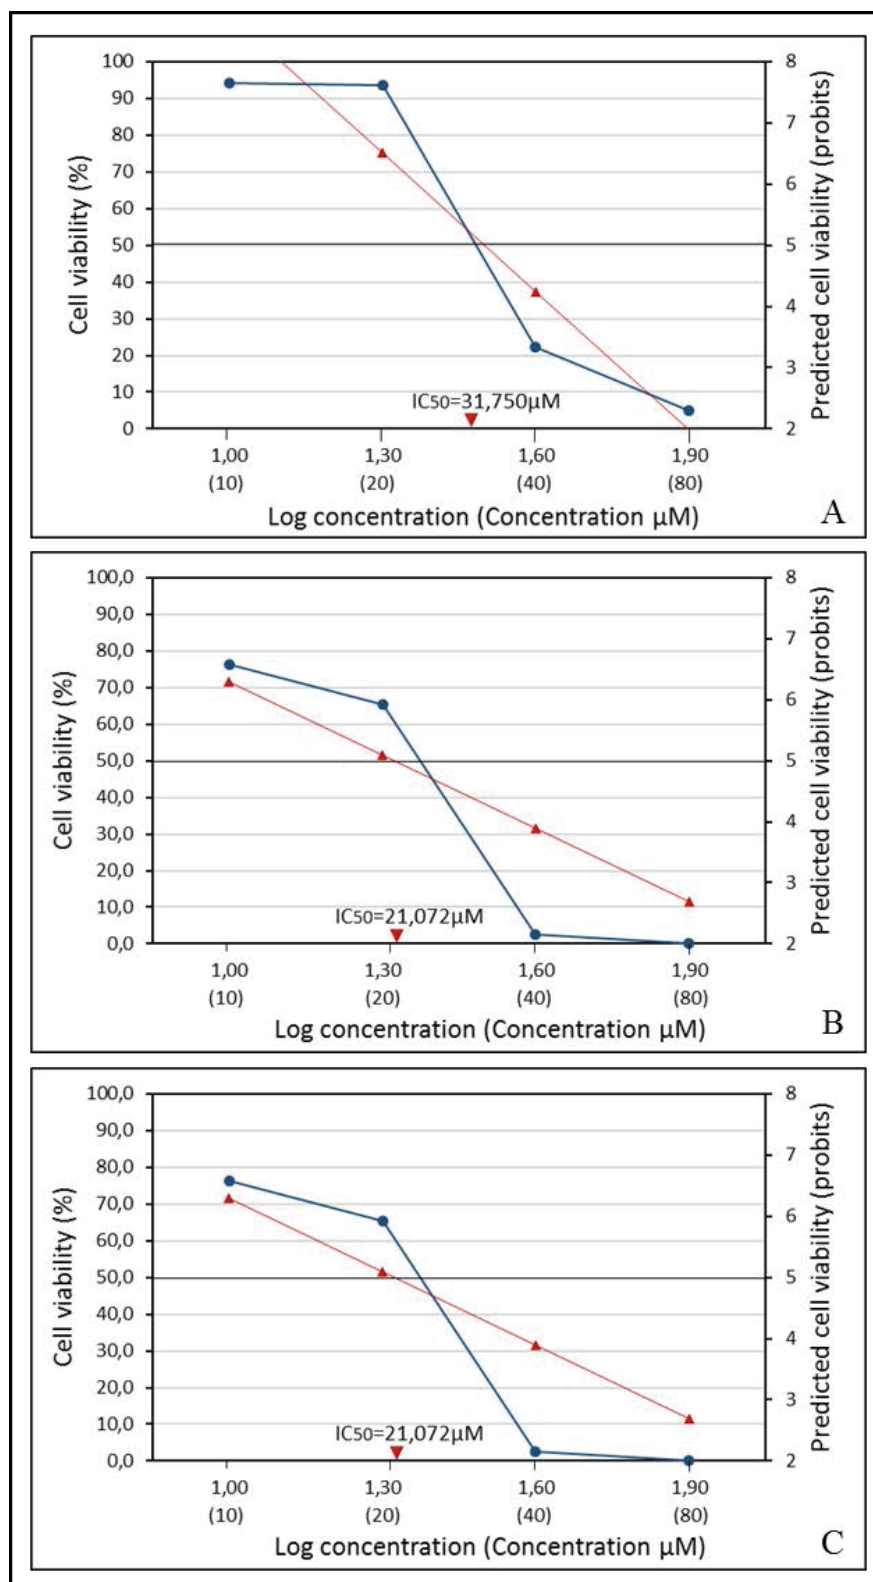 100
90
80
70
60
50
40
30
20
10
0
Cell viability (%)
8
7
6
5
4
3
2
Predicted cell viability (probits)
IC50=31,750µM
1,00 1,30 1,60 1,90
(10) (20) (40) (80)
Log concentration (Concentration µM)
A
100,0
90,0
80,0
70,0
60,0
50,0
40,0
30,0
20,0
10,0
0,0
Cell viability (%)
8
7
6
5
4
3
2
Predicted cell viability (probits)
IC50=21,072µM
1,00 1,30 1,60 1,90
(10) (20) (40) (80)
Log concentration (Concentration µM)
B
100,0
90,0
80,0
70,0
60,0
50,0
40,0
30,0
20,0
10,0
0,0
Cell viability (%)
8
7
6
5
4
3
2
Predicted cell viability (probits)
IC50=21,072µM
1,00 1,30 1,60 1,90
(10) (20) (40) (80)
Log concentration (Concentration µM)
C